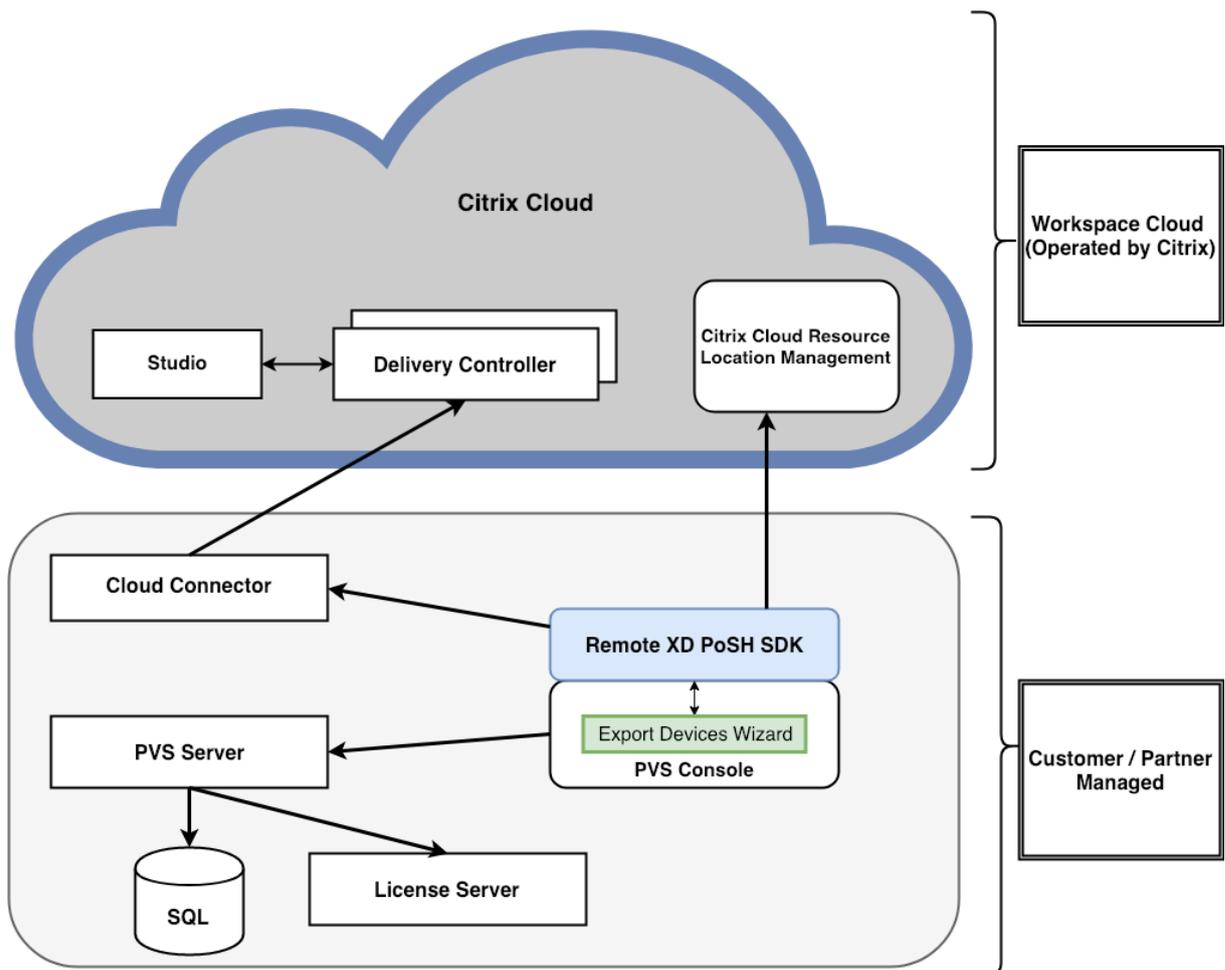 Citrix Cloud
Workspace Cloud
(Operated by Citrix)
Studio
Delivery Controller
Citrix Cloud Resource
Location Management
Cloud Connector
Remote XD PoSH SDK
Export Devices Wizard
PVS Console
PVS Server
Customer / Partner
Managed
License Server
SQL